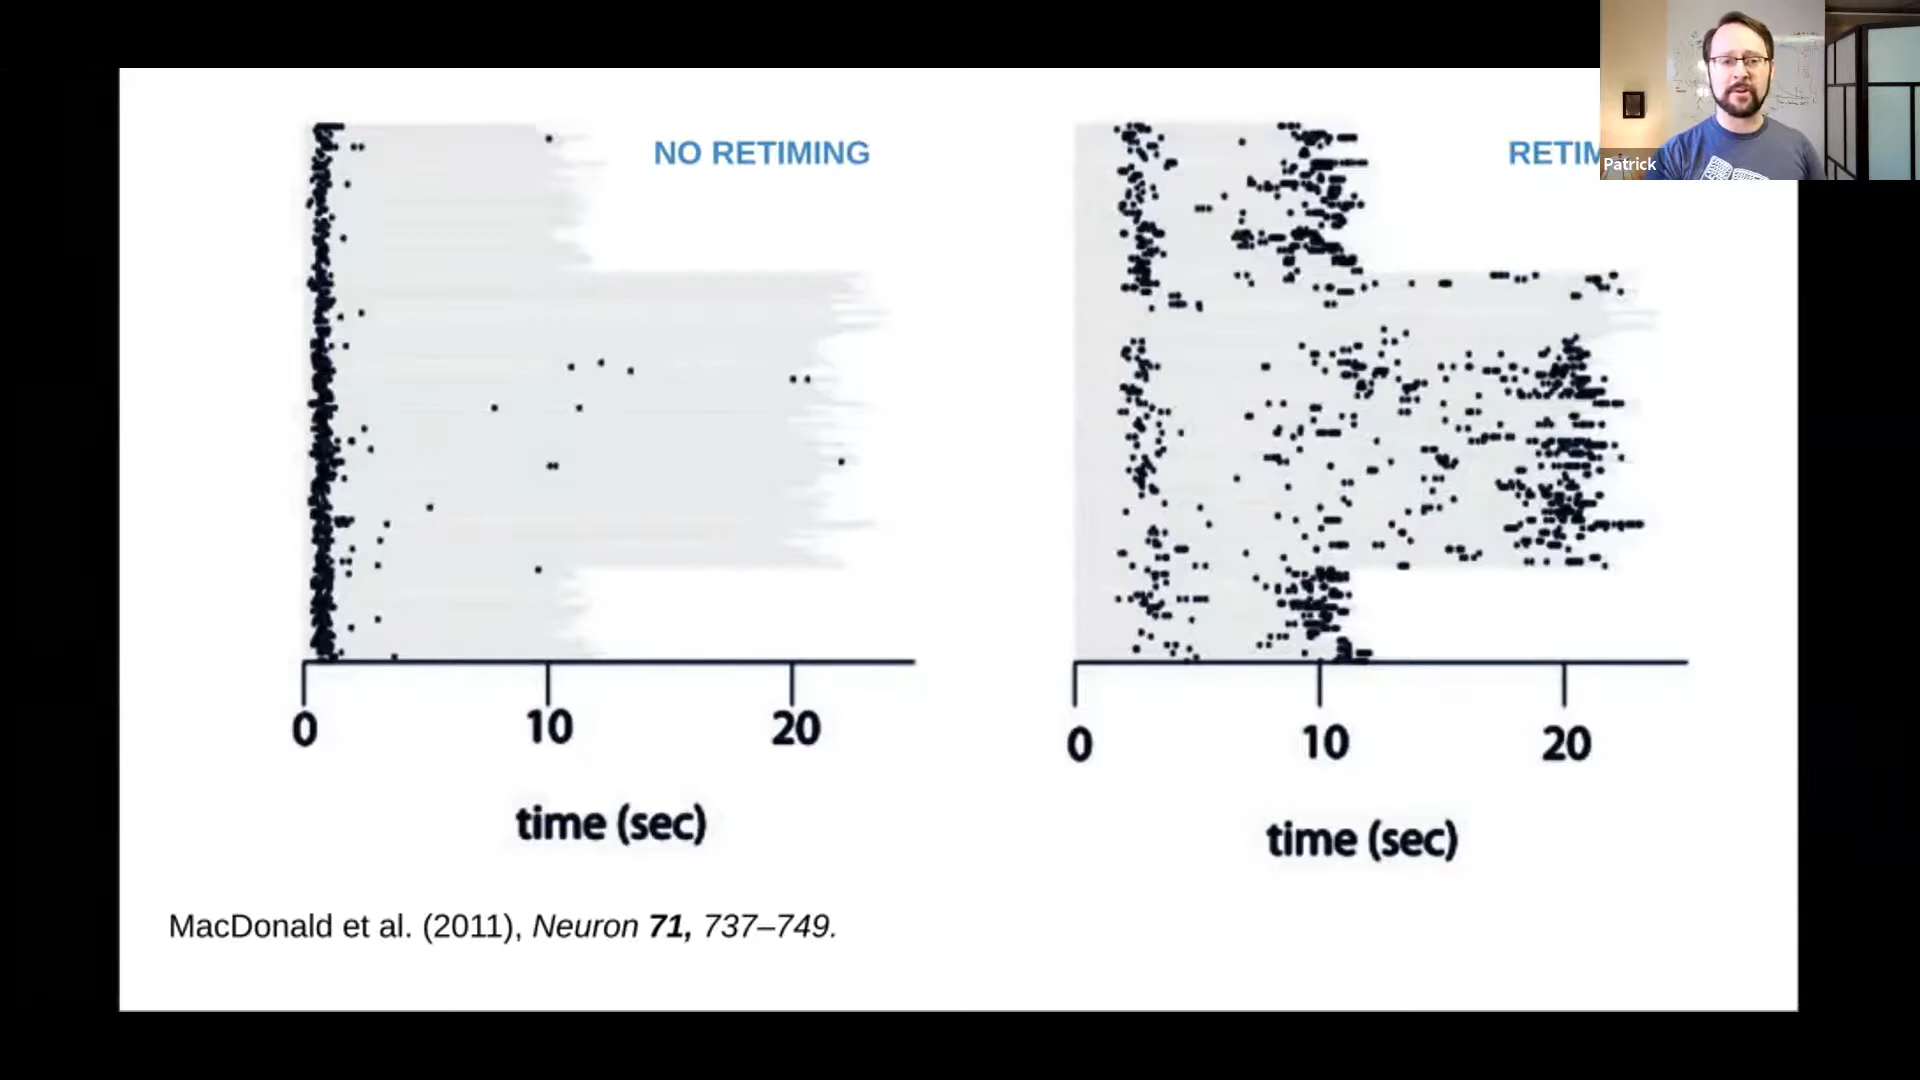 NO RETIMING
RETIM
Patrick
0
10
20
time (sec)
0
10
20
time (sec)
MacDonald et al. (2011), Neuron 71, 737–749.